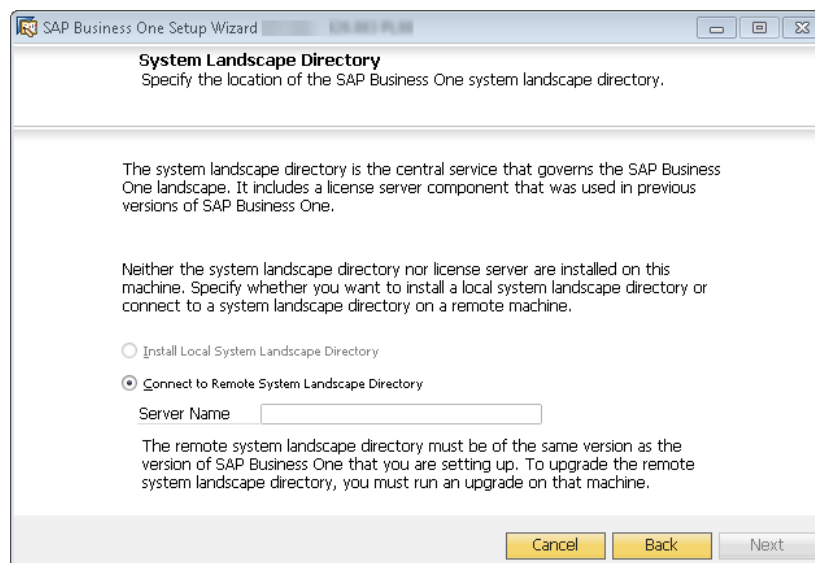 SAP Business One Setup Wizard
System Landscape Directory
Specify the location of the SAP Business One system landscape directory.
The system landscape directory is the central service that governs the SAP Business
One landscape. It includes a license server component that was used in previous
versions of SAP Business One.
Neither the system landscape directory nor license server are installed on this
machine. Specify whether you want to install a local system landscape directory or
connect to a system landscape directory on a remote machine.
Install Local System Landscape Directory
Connect to Remote System Landscape Directory
Server Name
The remote system landscape directory must be of the same version as the
version of SAP Business One that you are setting up. To upgrade the remote
system landscape directory, you must run an upgrade on that machine.
Cancel Back Next